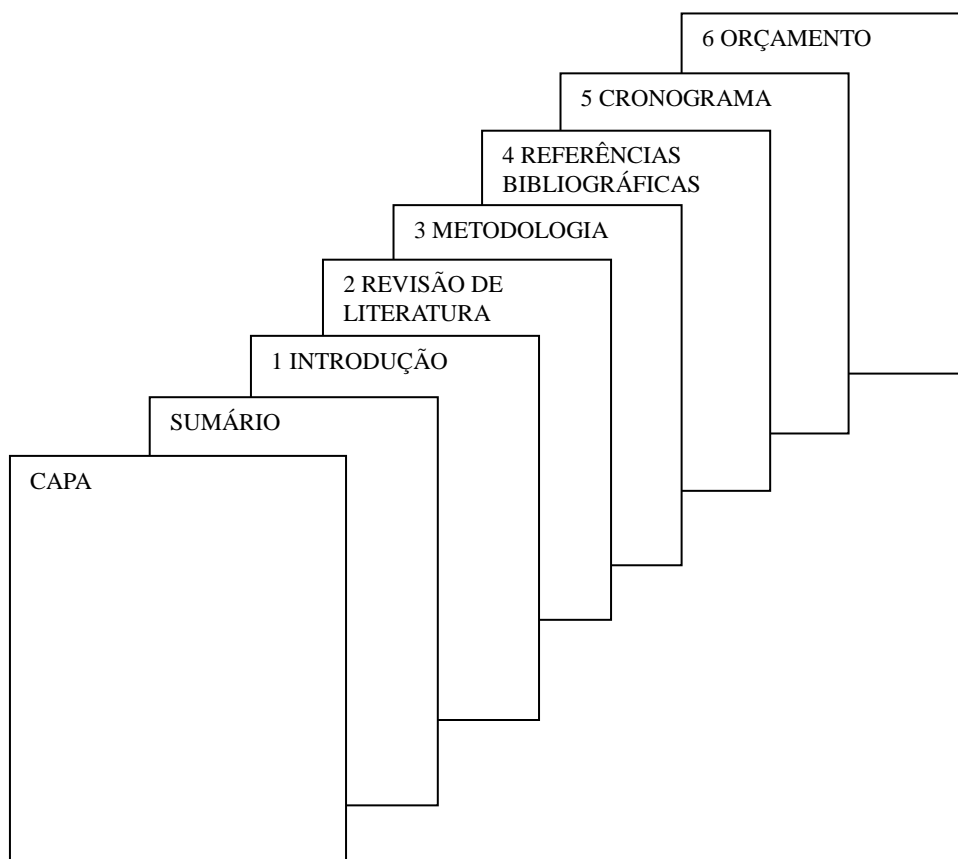 6 ORÇAMENTO
5 CRONOGRAMA
4 REFERÊNCIAS
BIBLIOGRÁFICAS
3 METODOLOGIA
2 REVISÃO DE
LITERATURA
1 INTRODUÇÃO
SUMÁRIO
CAPA